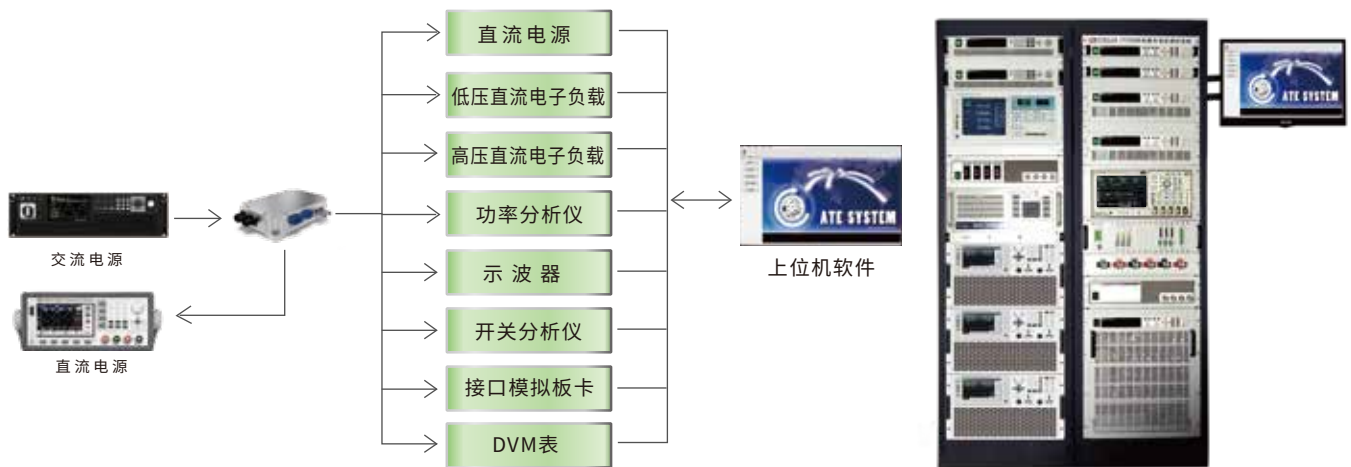 直流电源
低压直流电子负载
高压直流电子负载
功率分析仪
示波器
开关分析仪
接口模拟板卡
DVM表
交流电源
直流电源
ATE SYSTEM
上位机软件
ATE SYSTEM